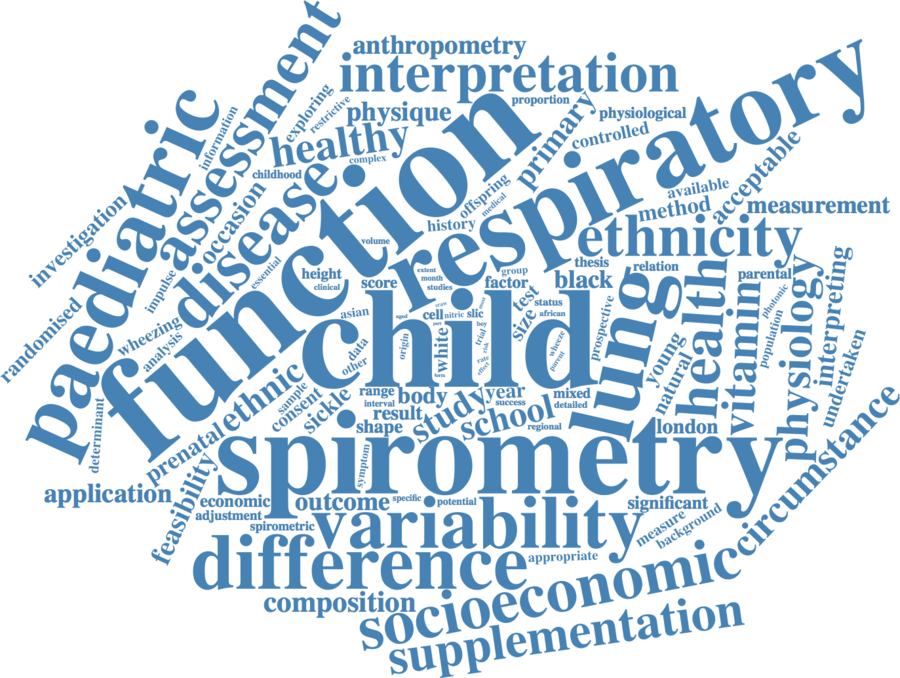 anthropometry
interpretation
proportion
exploring
restrictive
physique
physiological
information
paediatric
assessment
healthy
complex
function
primary
controlled
respiratory
childhood
occasion
disease
offspring
medical
available
acceptable
history
method
measurement
investigation
volume
essential
ethnicity
impulse
height
clinical
extent
month
studies
group
thesis
relation
score
factor
black
parental
randomised
wheezing
analysis
asian
cell
nitric
slic
test
size
status
african
prospective
lung
health
vitamin
photonic
population
physiology
interpreting
undertaken
child
origin
white
trial
boy
risk
rate
effect
term
wheeze
parent
young
natural
data
other
determinant
prenatal
ethnic
sample
consent
sickle
range
interval
body
year
success
mixed
detailed
result
study
school
shape
regional
london
spirometry
symptom
application
feasibility
economic
adjustment
outcome
specific
potential
significant
spirometric
variability
measure
background
circumstance
difference
appropriate
composition
socioeconomic
supplementation